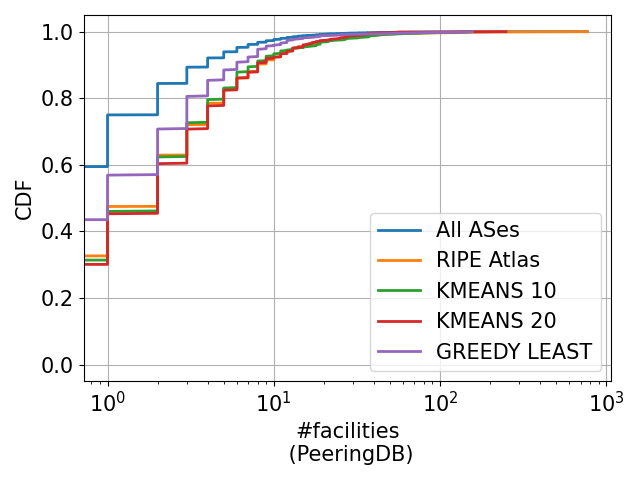 1.0
0.8
0.6
0.4
0.2
0.0
CDF
All ASes
RIPE Atlas
KMEANS 10
KMEANS 20
GREEDY LEAST
10^0
10^1
10^2
10^3
#facilities
(PeeringDB)